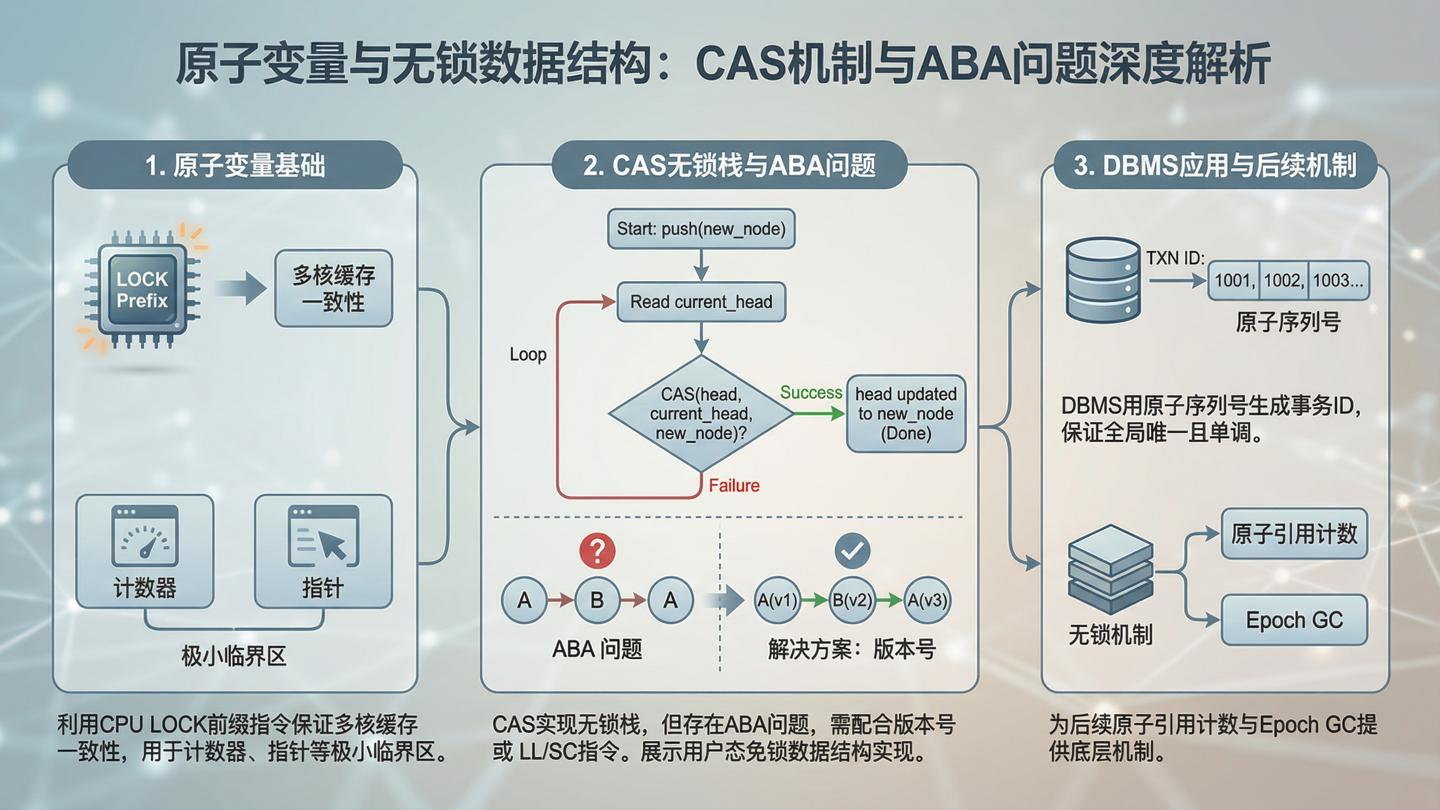 原子变量与无锁数据结构：CAS机制与ABA问题深度解析
1. 原子变量基础
LOCK
Prefix
多核缓存
一致性
计数器
指针
极小临界区
利用CPU LOCK前缀指令保证多核缓存
一致性，用于计数器、指针等极小临界区。
2. CAS无锁栈与ABA问题
Start: push(new_node)
Read current_head
Loop
CAS(head,
current_head,
new_node)?
Success
head updated
to new_node
(Done)
Failure
?
A
B
A
ABA 问题
A(v1)
B(v2)
A(v3)
解决方案：版本号
CAS实现无锁栈，但存在ABA问题，需配合版本号
或 LL/SC指令。展示用户态免锁数据结构实现。
3. DBMS应用与后续机制
TXN ID:
1001, 1002, 1003...
原子序列号
DBMS用原子序列号生成事务ID，
保证全局唯一且单调。
无锁机制
原子引用计数
Epoch GC
为后续原子引用计数与Epoch GC提
供底层机制。